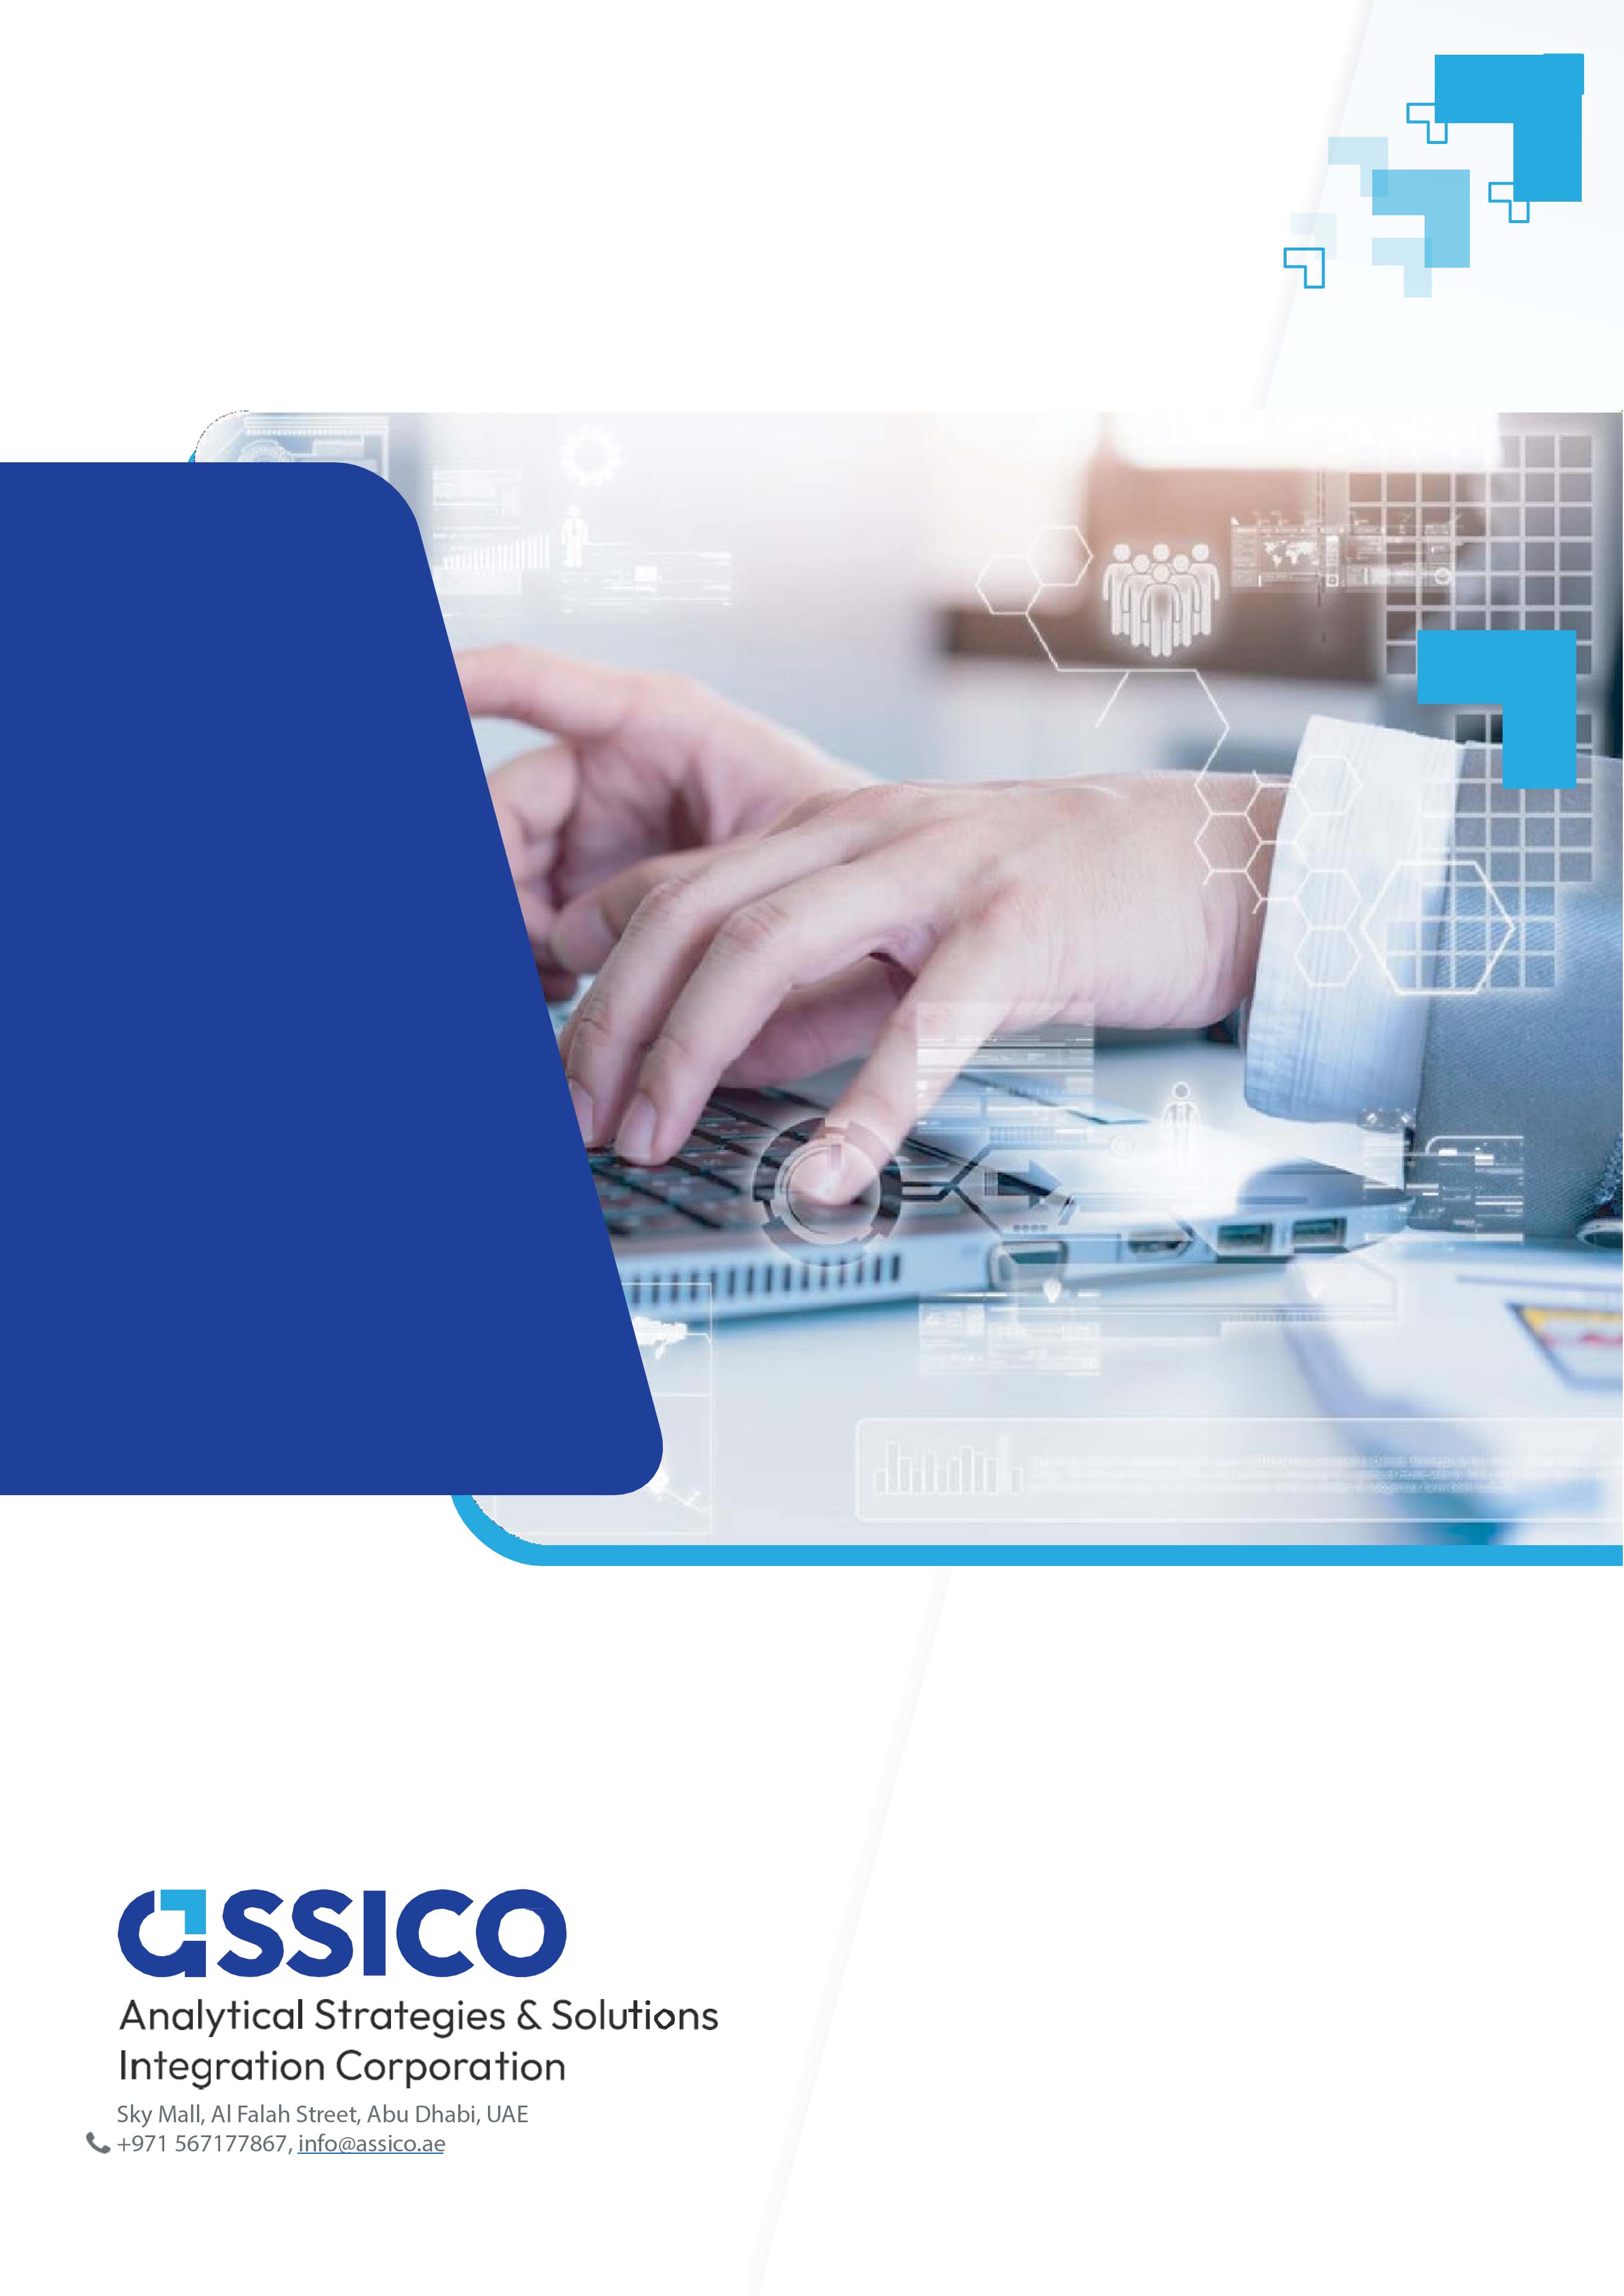 assico
Analytical Strategies & Solutions
Integration Corporation
Sky Mall, Al Falah Street, Abu Dhabi, UAE
+971 567177867, info@assico.ae